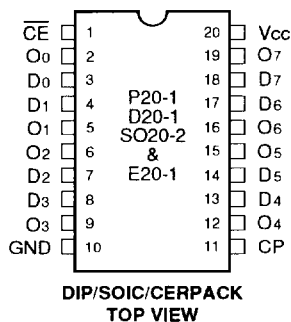 CE 1 20 Vcc
O0 2 19 O7
D0 3 18 D7
D1 4 P20-1 17 D6
O1 5 D20-1 16 O6
O2 6 SO20-2 15 O5
D2 7 & 14 D5
D3 8 E20-1 13 D4
O3 9 12 O4
GND 10 11 CP
DIP/SOIC/CERPACK
TOP VIEW